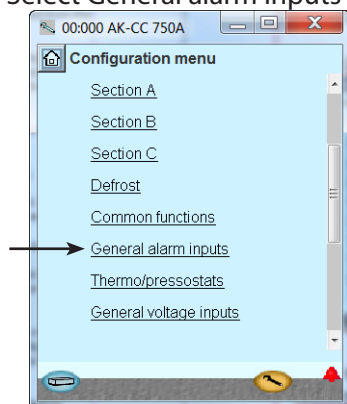 Select General alarm inputs
00:000 AK-CC 750A
Configuration menu
Section A
Section B
Section C
Defrost
Common functions
General alarm inputs
Thermo/pressostats
General voltage inputs